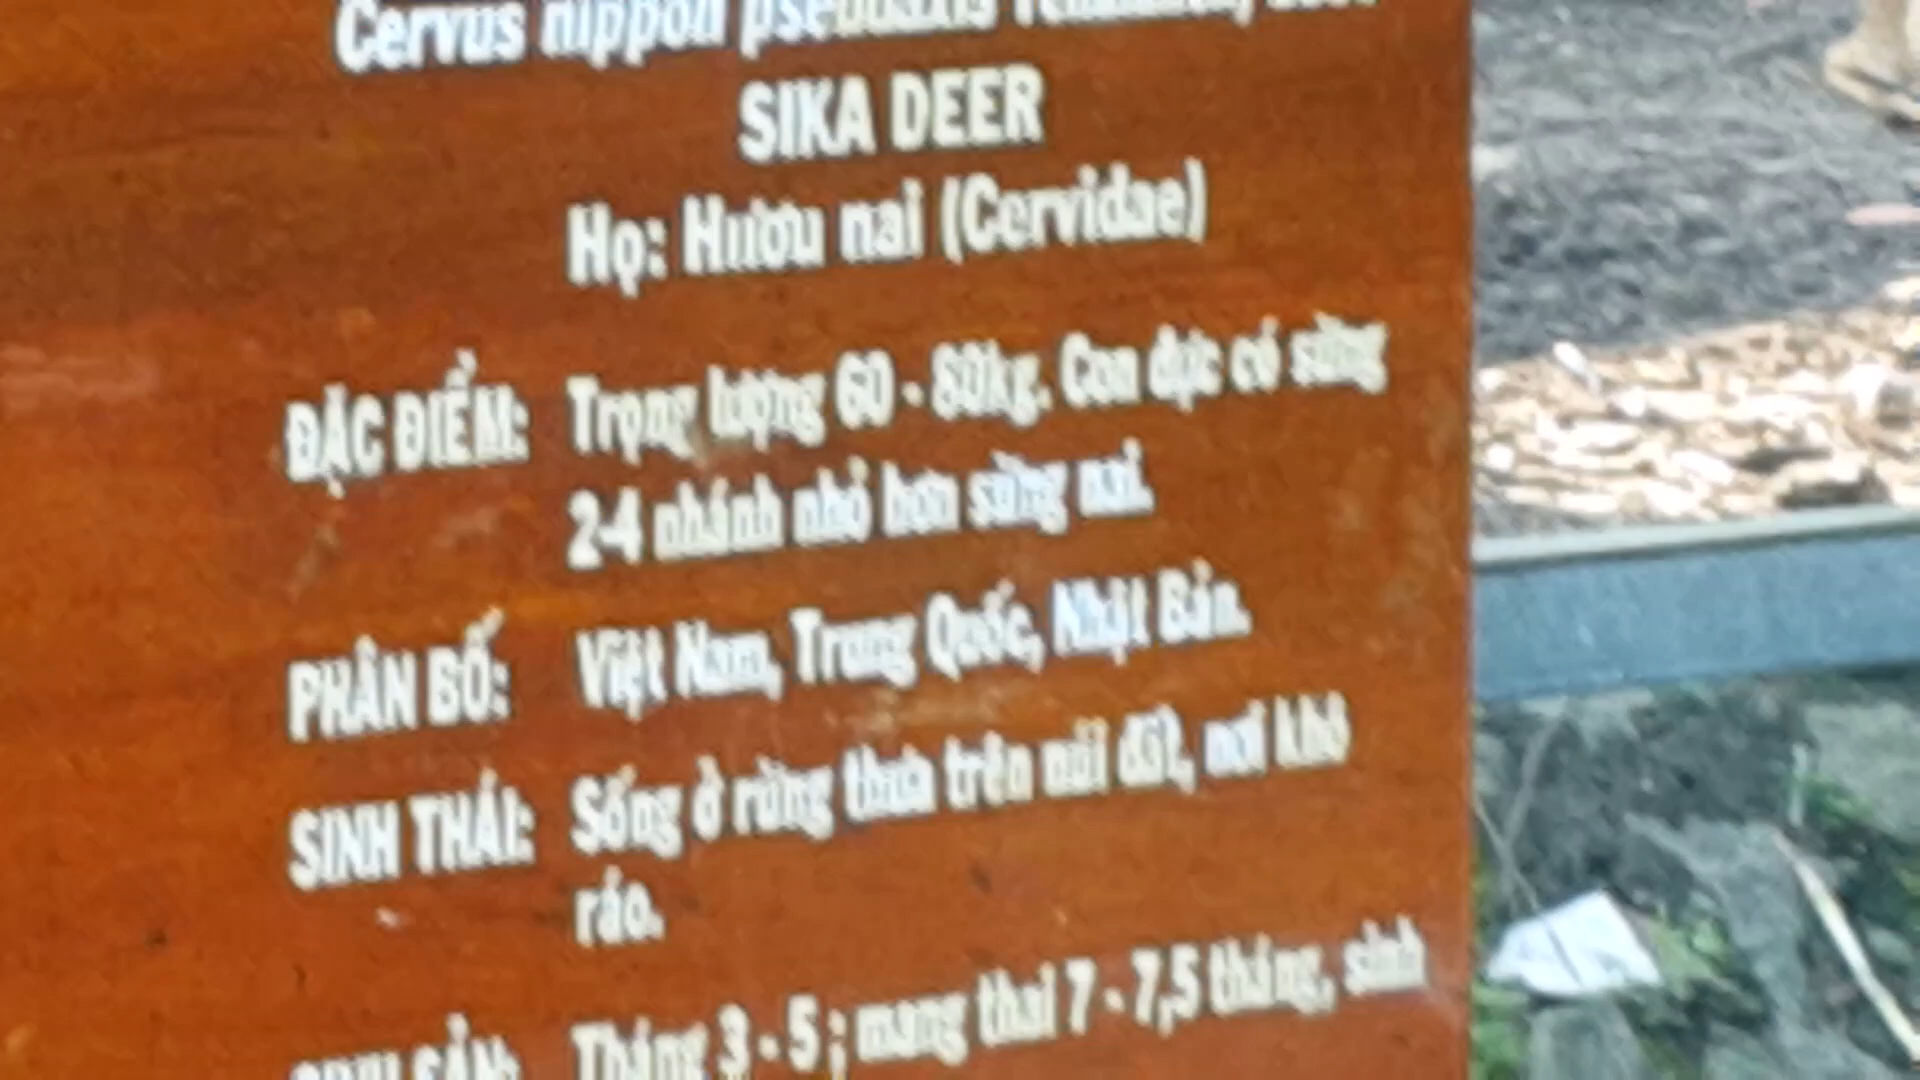 Cervus nippon pseudaxis
SIKA DEER
Họ: Hươu nai (Cervidae)
ĐẶC ĐIỂM: Trọng lượng 60 - 80kg. Con đực có sừng
2-4 nhánh nhỏ hơn sừng nai.
PHÂN BỐ: Việt Nam, Trung Quốc, Nhật Bản.
SINH THÁI: Sống ở rừng thưa trên núi đất, nơi khô
ráo.
SINH SẢN: Tháng 3 - 5 ; mang thai 7 - 7,5 tháng, sinh